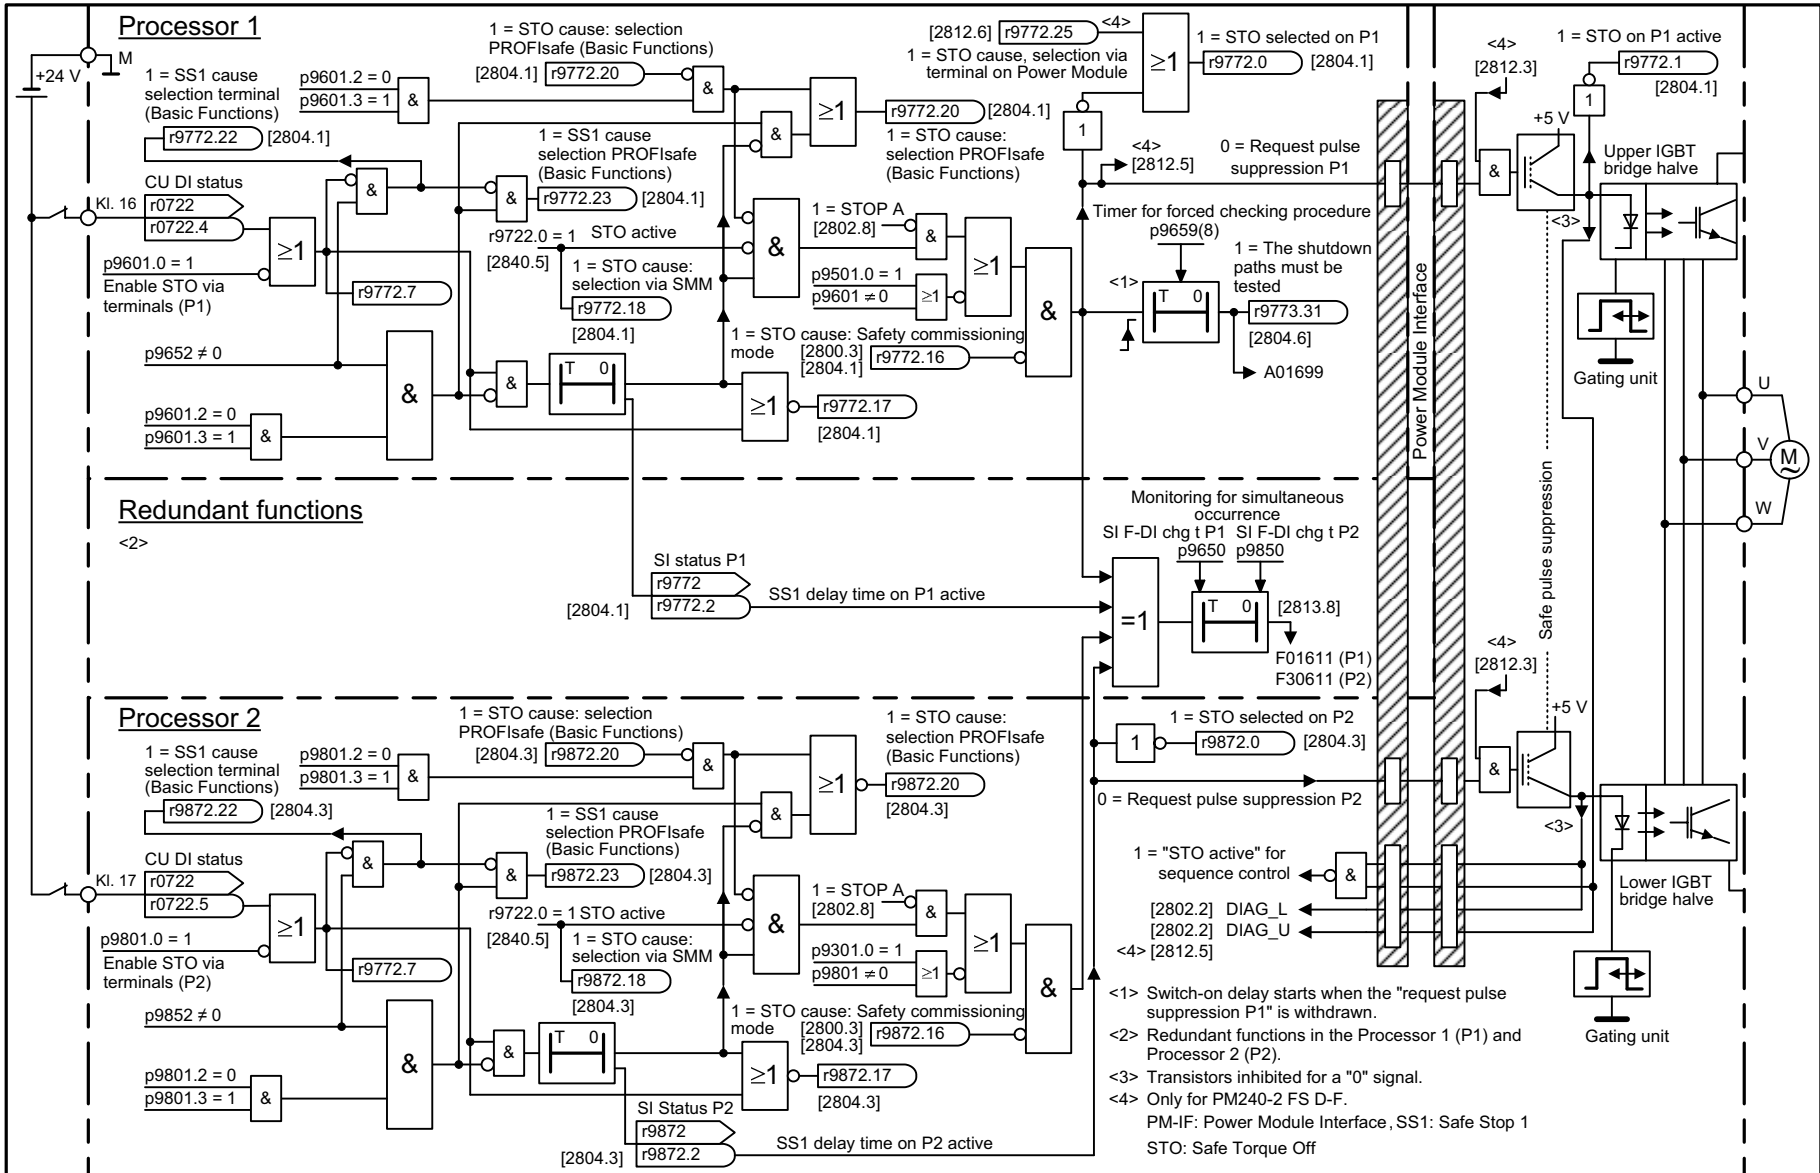 Processor 1
+24 V
M
1 = SS1 cause
selection terminal
(Basic Functions)
r9772.22 [2804.1]
p9601.2 = 0
p9601.3 = 1
&
1 = STO cause: selection
PROFIsafe (Basic Functions)
[2804.1] r9772.20
&
&
≥1
r9772.20 [2804.1]
1 = STO cause:
selection PROFIsafe
(Basic Functions)
[2812.6] r9772.25 <4>
1 = STO cause, selection via
terminal on Power Module
≥1
1 = STO selected on P1
r9772.0 [2804.1]
1
<4>
[2812.5]
0 = Request pulse
suppression P1
<4>
[2812.3]
1 = STO on P1 active
r9772.1
[2804.1]
1
+5 V
&
<3>
Upper IGBT
bridge halve
Gating unit
Kl. 16
CU DI status
r0722
r0722.4
p9601.0 = 1
Enable STO via
terminals (P1)
≥1
&
&
1 = SS1 cause
selection PROFIsafe
(Basic Functions)
r9772.23 [2804.1]
r9772.7
r9722.0 = 1 STO active
[2840.5]
1 = STO cause:
selection via SMM
r9772.18
[2804.1]
&
1 = STOP A
[2802.8]
&
p9501.0 = 1
p9601 ≠ 0
≥1
≥1
&
1 = STO cause: Safety commissioning
mode
[2800.3]
[2804.1]
r9772.16
Timer for forced checking procedure
p9659(8)
<1>
T 0
1 = The shutdown
paths must be
tested
r9773.31
[2804.6]
A01699
p9652 ≠ 0
p9601.2 = 0
p9601.3 = 1
&
&
&
T 0
≥1
r9772.17
[2804.1]
Power Module Interface
Safe pulse suppression
U
V
W
M
~
Redundant functions
<2>
SI status P1
r9772
[2804.1] r9772.2
SS1 delay time on P1 active
Monitoring for simultaneous
occurrence
SI F-DI chg t P1 SI F-DI chg t P2
p9650 p9850
=1
T 0
[2813.8]
F01611 (P1)
F30611 (P2)
Processor 2
1 = SS1 cause
selection terminal
(Basic Functions)
r9872.22 [2804.3]
p9801.2 = 0
p9801.3 = 1
&
1 = STO cause: selection
PROFIsafe (Basic Functions)
[2804.3] r9872.20
&
&
≥1
1 = STO cause:
selection PROFIsafe
(Basic Functions)
r9872.20
[2804.3]
1 = STO selected on P2
1
r9872.0 [2804.3]
0 = Request pulse suppression P2
<4>
[2812.3]
+5 V
&
<3>
Lower IGBT
bridge halve
Gating unit
Kl. 17
CU DI status
r0722
r0722.5
p9801.0 = 1
Enable STO via
terminals (P2)
≥1
&
&
1 = SS1 cause
selection PROFIsafe
(Basic Functions)
r9872.23 [2804.3]
r9772.7
r9722.0 = 1 STO active
[2840.5]
1 = STO cause:
selection via SMM
r9872.18
[2804.3]
&
1 = STOP A
[2802.8]
&
p9301.0 = 1
p9801 ≠ 0
≥1
≥1
&
1 = STO cause: Safety commissioning
mode
[2800.3]
[2804.3]
r9872.16
1 = "STO active" for
sequence control
&
[2802.2] DIAG_L
[2802.2] DIAG_U
<4> [2812.5]
p9852 ≠ 0
p9801.2 = 0
p9801.3 = 1
&
&
&
T 0
≥1
r9872.17
[2804.3]
SI Status P2
r9872
[2804.3] r9872.2
SS1 delay time on P2 active
<1> Switch-on delay starts when the "request pulse
suppression P1" is withdrawn.
<2> Redundant functions in the Processor 1 (P1) and
Processor 2 (P2).
<3> Transistors inhibited for a "0" signal.
<4> Only for PM240-2 FS D-F.
PM-IF: Power Module Interface, SS1: Safe Stop 1
STO: Safe Torque Off